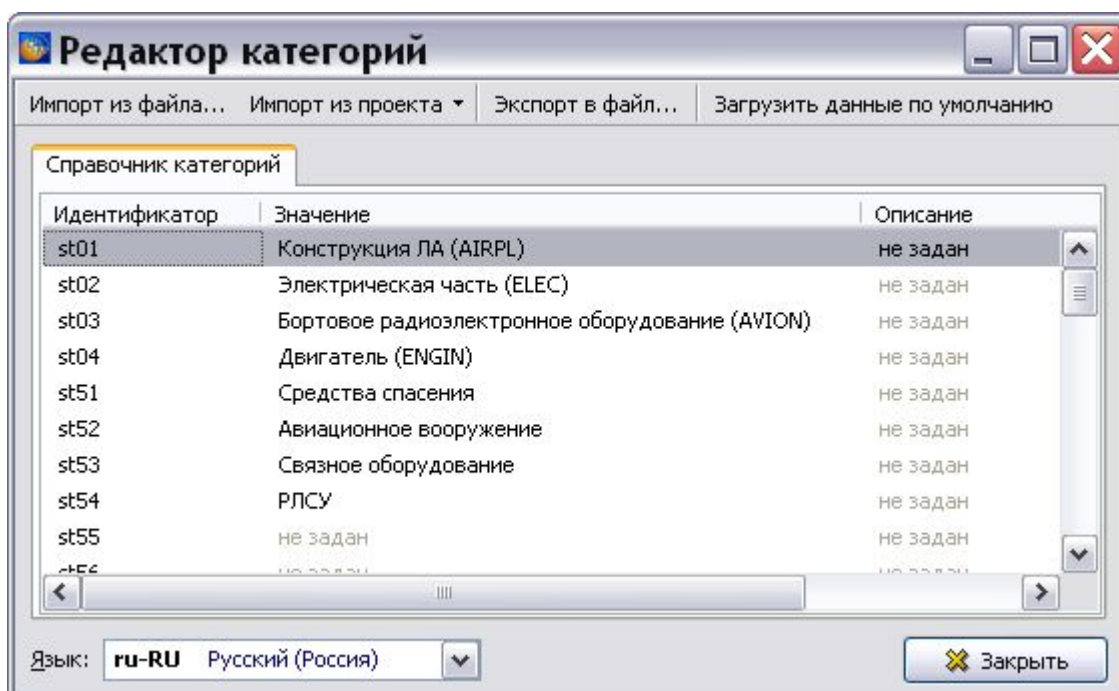 Редактор категорий
Импорт из файла... Импорт из проекта Экспорт в файл... Загрузить данные по умолчанию
Справочник категорий
Идентификатор Значение Описание
st01 Конструкция ЛА (AIRPL) не задан
st02 Электрическая часть (ELEC) не задан
st03 Бортовое радиоэлектронное оборудование (AVION) не задан
st04 Двигатель (ENGIN) не задан
st51 Средства спасения не задан
st52 Авиационное вооружение не задан
st53 Связное оборудование не задан
st54 РЛСУ не задан
st55 не задан не задан
Язык: ru-RU Русский (Россия) Закрыть